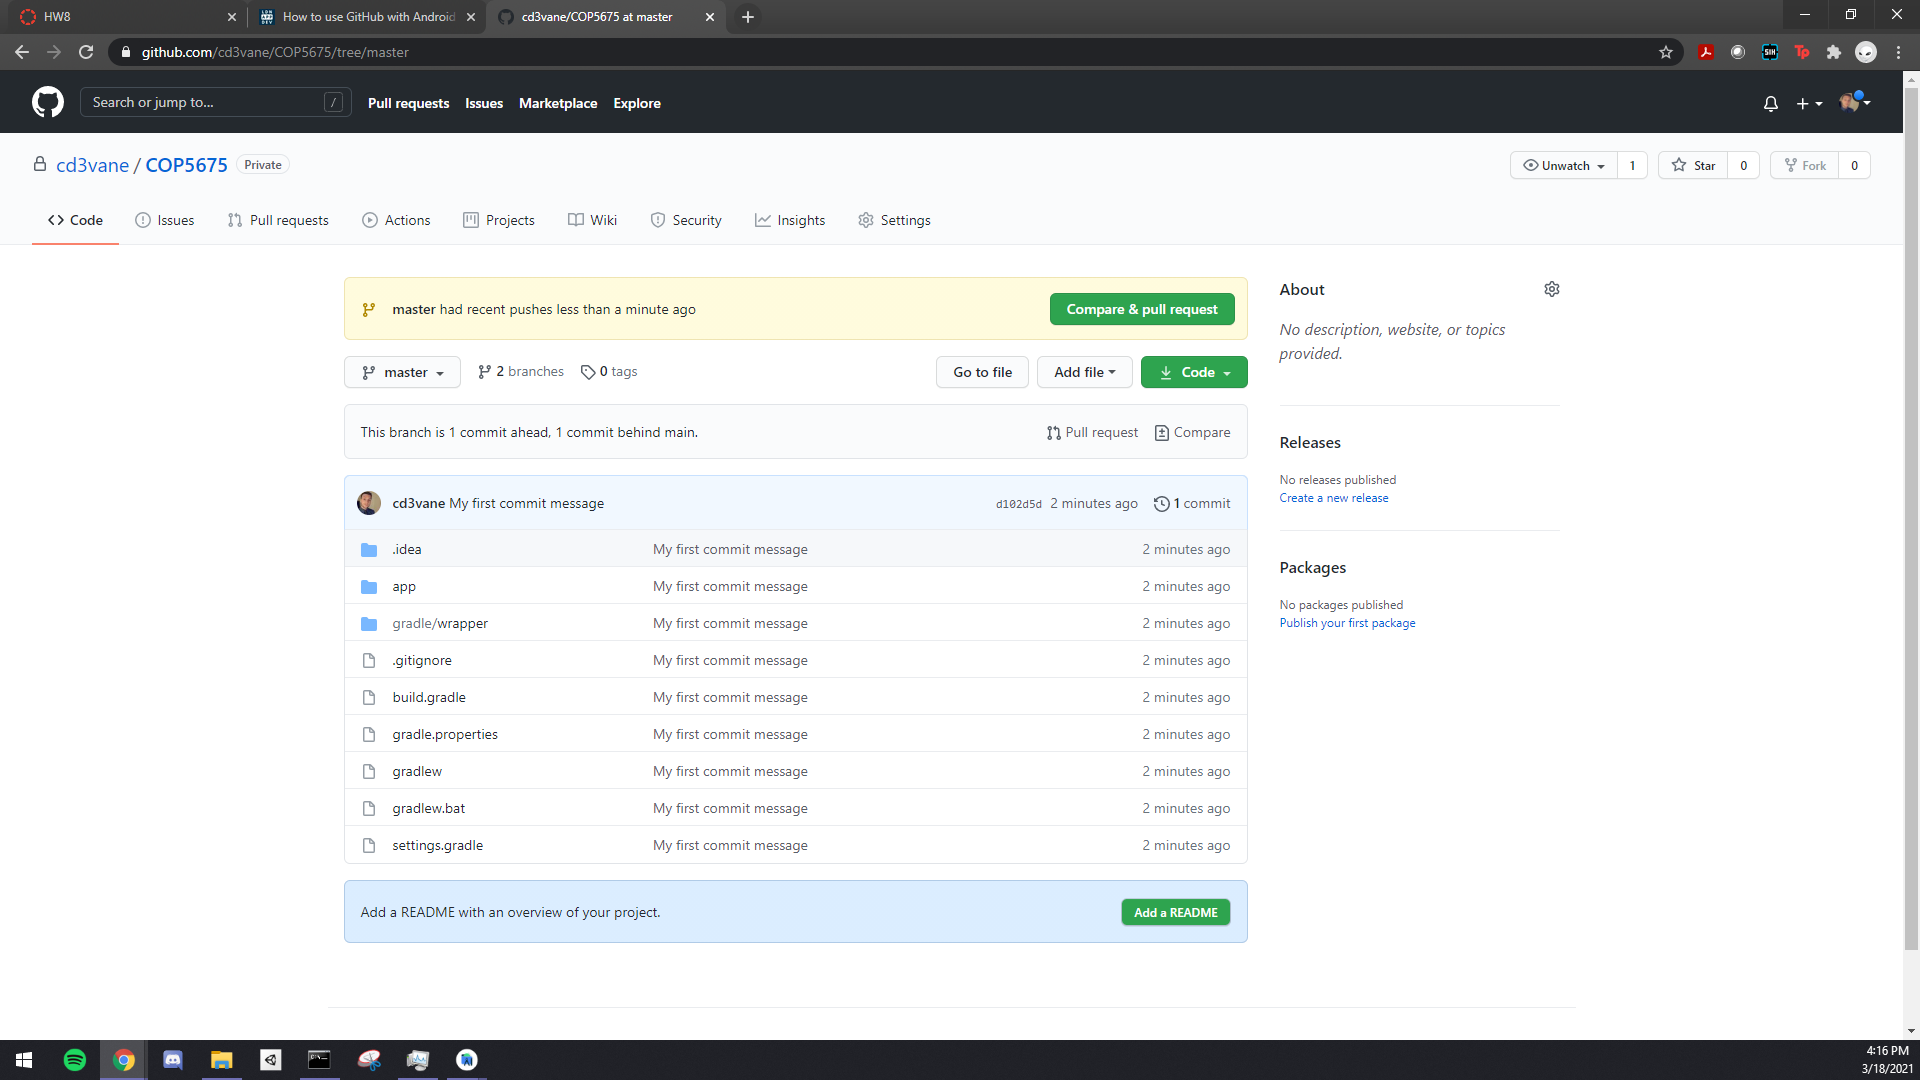 HW8
How to use GitHub with Android
cd3vane/COP5675 at master
github.com/cd3vane/COP5675/tree/master
Search or jump to...
/
Pull requests
Issues
Marketplace
Explore
cd3vane / COP5675
Private
Unwatch
1
Star
0
Fork
0
Code
Issues
Pull requests
Actions
Projects
Wiki
Security
Insights
Settings
master had recent pushes less than a minute ago
Compare & pull request
master
2 branches
0 tags
Go to file
Add file
Code
This branch is 1 commit ahead, 1 commit behind main.
Pull request
Compare
cd3vane My first commit message
d102d5d 2 minutes ago
1 commit
.idea My first commit message 2 minutes ago
app My first commit message 2 minutes ago
gradle/wrapper My first commit message 2 minutes ago
.gitignore My first commit message 2 minutes ago
build.gradle My first commit message 2 minutes ago
gradle.properties My first commit message 2 minutes ago
gradlew My first commit message 2 minutes ago
gradlew.bat My first commit message 2 minutes ago
settings.gradle My first commit message 2 minutes ago
Add a README with an overview of your project.
Add a README
About
No description, website, or topics
provided.
Releases
No releases published
Create a new release
Packages
No packages published
Publish your first package
4:16 PM
3/18/2021